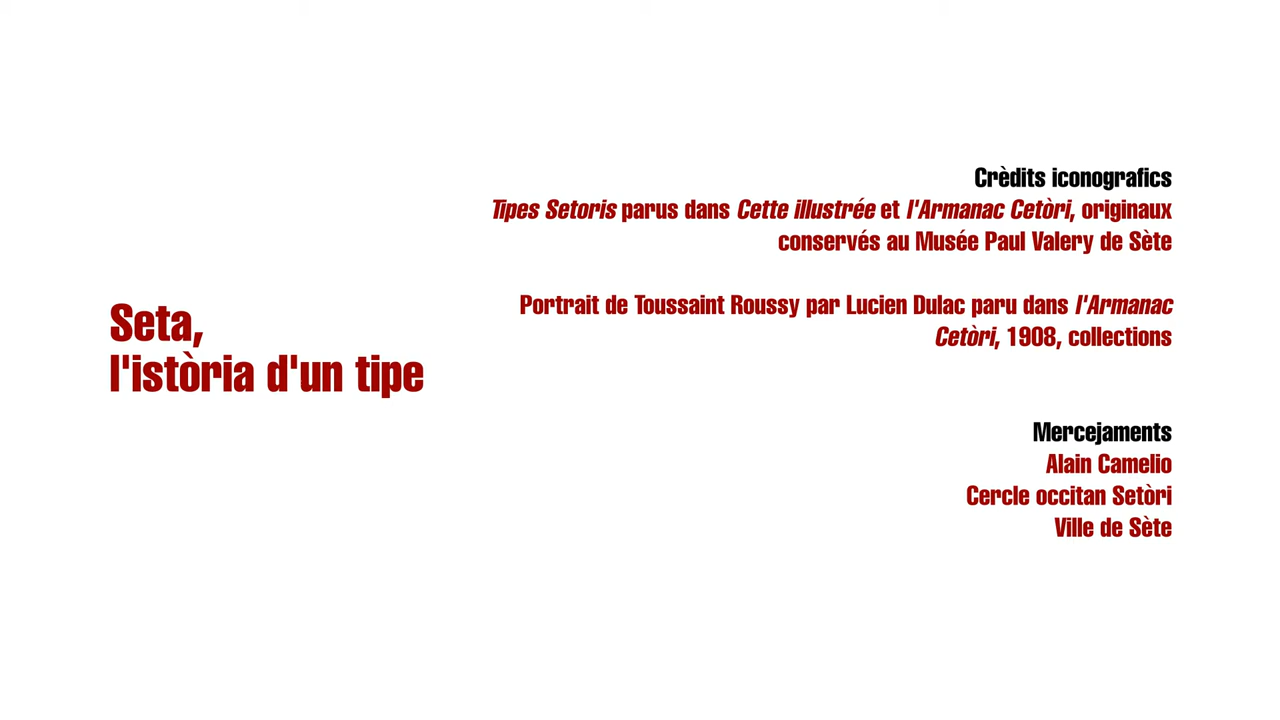 Seta,
l'istòria d'un tipe
Crèdits iconografics
Tipes Setoris parus dans Cette illustrée et l'Armanac Cetòri, originaux
conservés au Musée Paul Valery de Sète
Portrait de Toussaint Roussy par Lucien Dulac paru dans l'Armanac
Cetòri, 1908, collections
Mercejaments
Alain Camelio
Cercle occitan Setòri
Ville de Sète